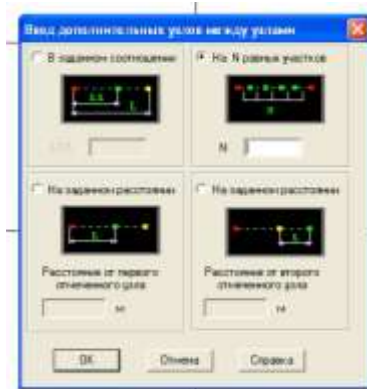 Ввод дополнительных узлов между узлами
В заданном соотношении
На N равных участков
L
N
На заданном расстоянии
На заданном расстоянии
L
Расстояние от первого
отмеченного узла
Расстояние от второго
отмеченного узла
м
м
OK
Отмена
Справка